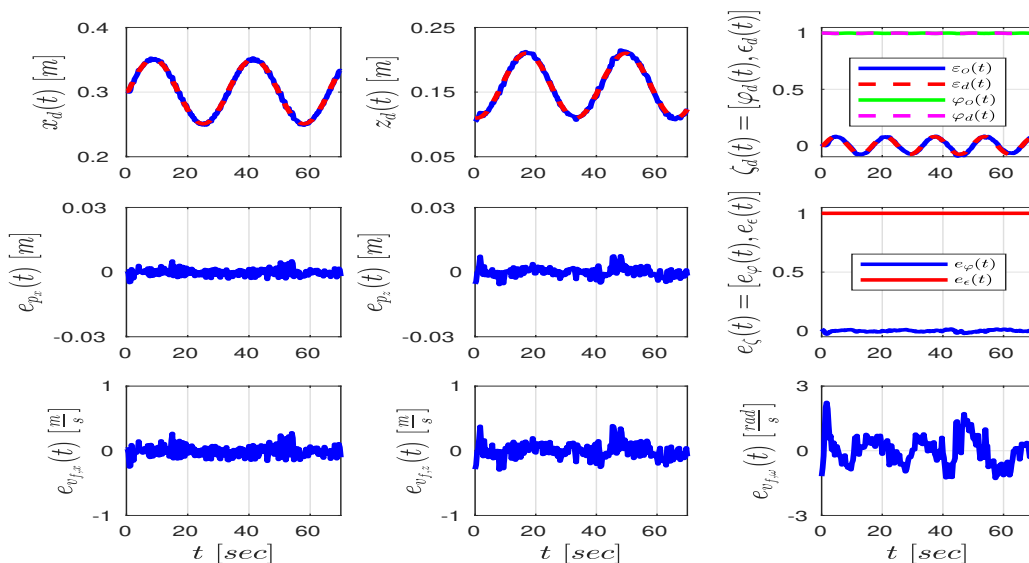 x_d(t) [m]
0.4
0.3
0.2
0 20 40 60
z_d(t) [m]
0.25
0.15
0.05
0 20 40 60
ζ_d(t) = [φ_d(t), ϵ_d(t)]
1
0.5
0
0 20 40 60
ε_o(t)
ε_d(t)
φ_o(t)
φ_d(t)
e_{p_x}(t) [m]
0.03
0
-0.03
0 20 40 60
e_{p_z}(t) [m]
0.03
0
-0.03
0 20 40 60
e_ζ(t) = [e_φ(t), e_ϵ(t)]
1
0.5
0
0 20 40 60
e_φ(t)
e_ϵ(t)
e_{v_{f,x}}(t) [m/s]
1
0
-1
0 20 40 60
t [sec]
e_{v_{f,z}}(t) [m/s]
1
0
-1
0 20 40 60
t [sec]
e_{v_{f,ω}}(t) [rad/s]
3
0
-3
0 20 40 60
t [sec]